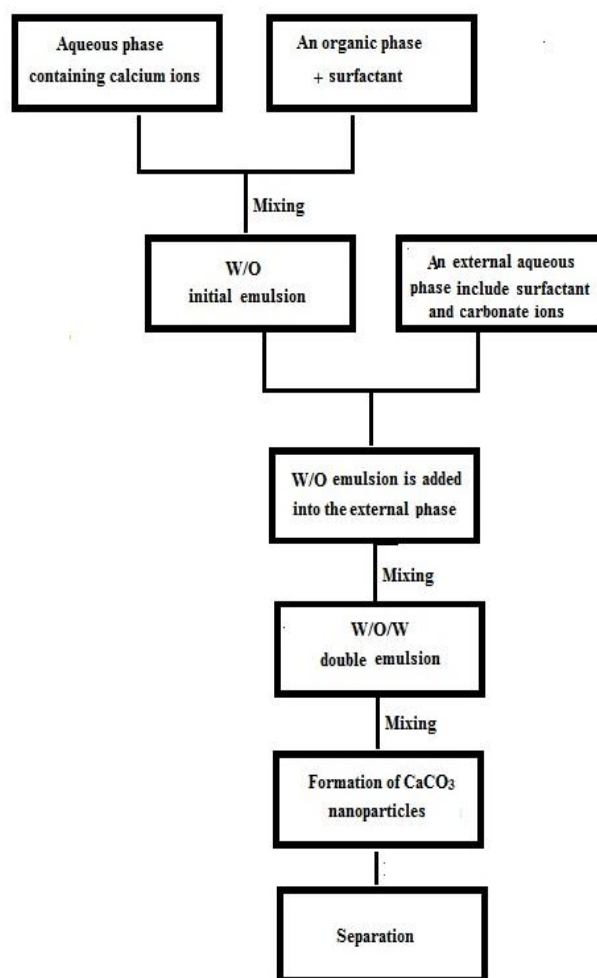 Aqueous phase
containing calcium ions
An organic phase
+ surfactant
Mixing
W/O
initial emulsion
An external aqueous
phase include surfactant
and carbonate ions
W/O emulsion is added
into the external phase
Mixing
W/O/W
double emulsion
Mixing
Formation of CaCO3
nanoparticles
Separation